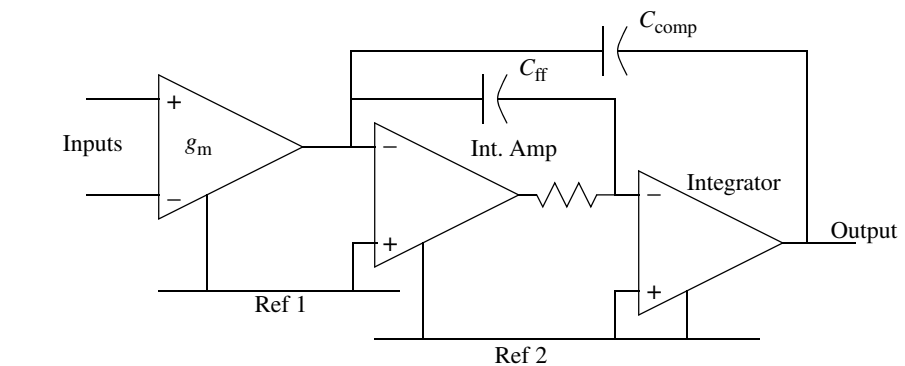 C_comp
C_ff
+
Inputs
g_m
−
−
Int. Amp
+
−
Integrator
Output
+
Ref 1
Ref 2